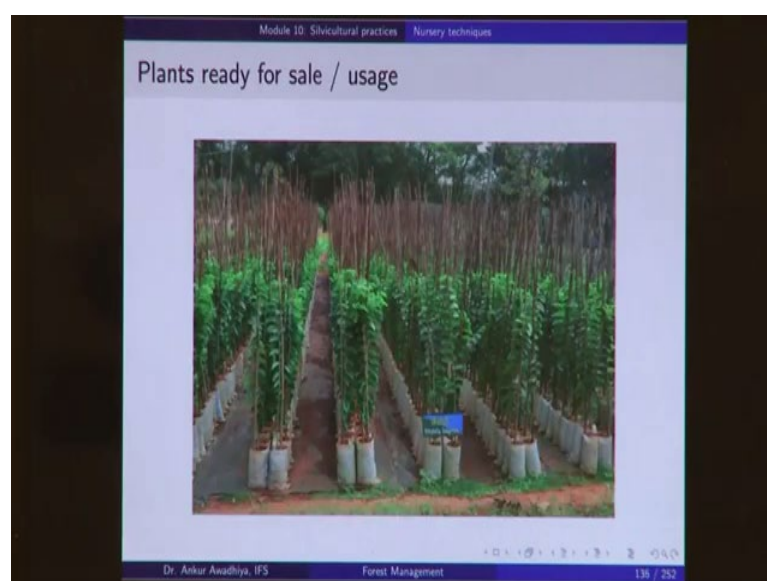 Module 10: Silvicultural practices Nursery techniques
Plants ready for sale / usage
Dr. Ankur Awadhiya, IFS Forest Management 136 / 252